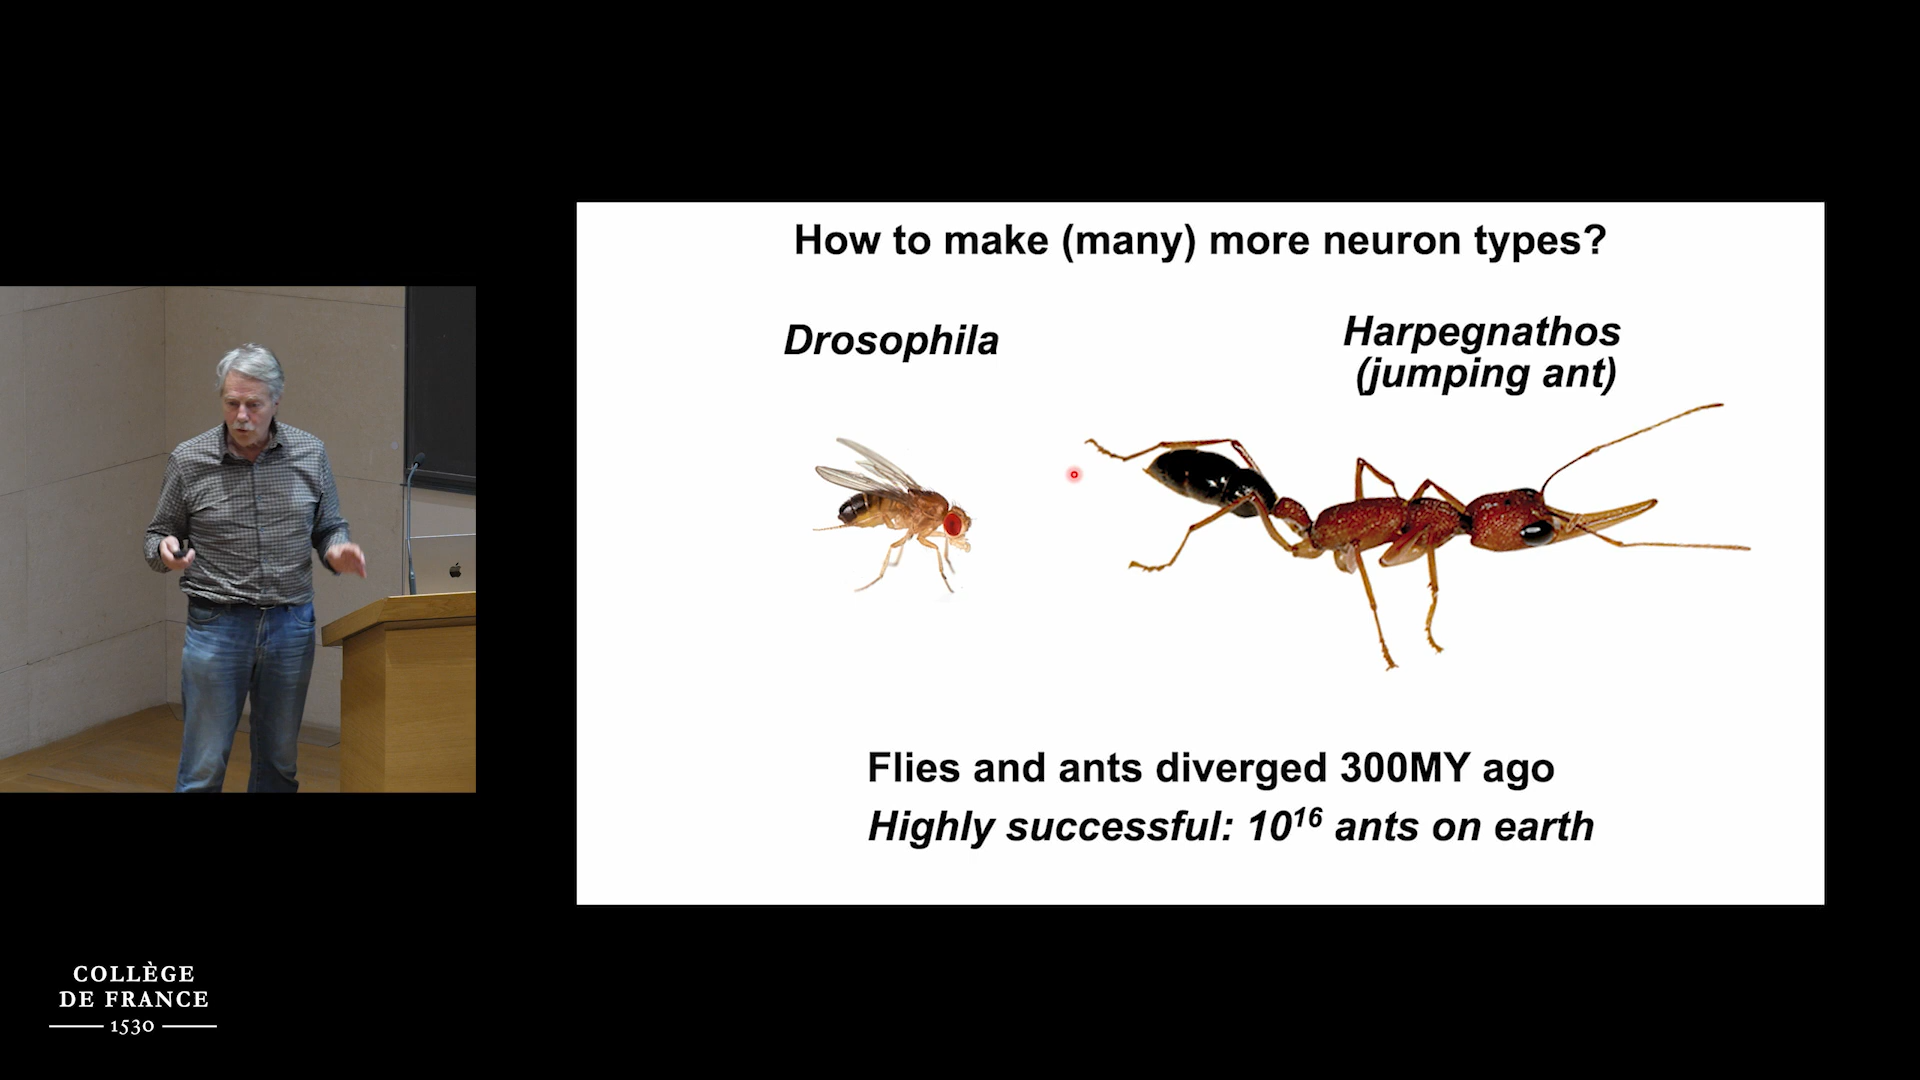 How to make (many) more neuron types?
Drosophila
Harpegnathos
(jumping ant)
Flies and ants diverged 300MY ago
Highly successful: 10¹⁶ ants on earth
COLLÈGE
DE FRANCE
1530